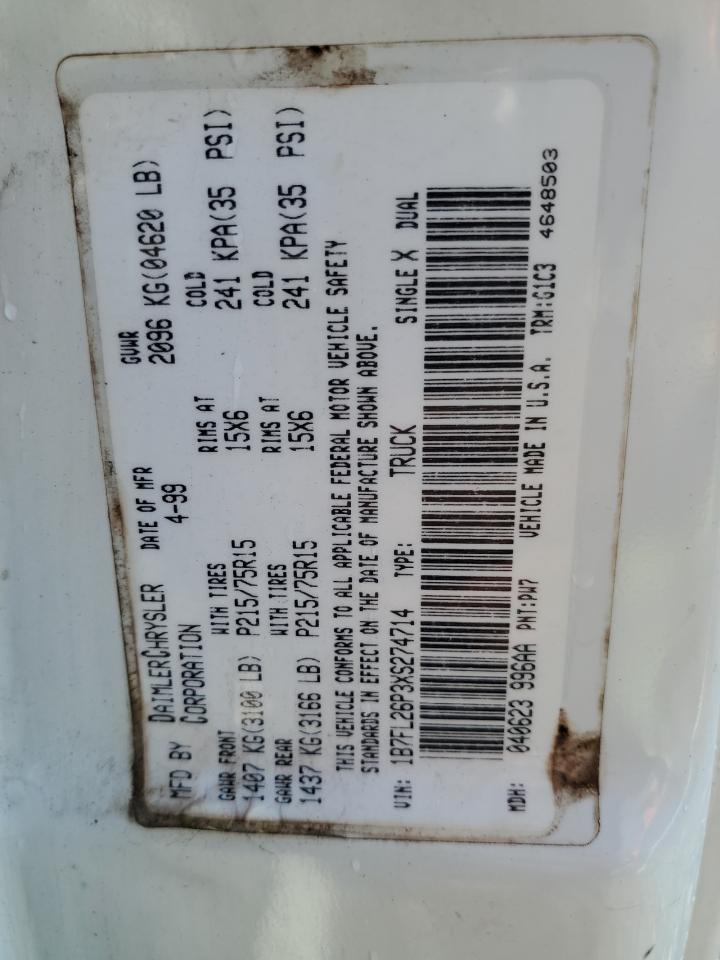 MFD BY DAIMLERCHRYSLER CORPORATION DATE OF MFR 4-99 GVWR 2096 KG(04620 LB)
GAWR FRONT WITH TIRES RIMS AT COLD
1407 KG(3100 LB) P215/75R15 15X6 241 KPA(35 PSI)
GAWR REAR WITH TIRES RIMS AT COLD
1437 KG(3166 LB) P215/75R15 15X6 241 KPA(35 PSI)
THIS VEHICLE CONFORMS TO ALL APPLICABLE FEDERAL MOTOR VEHICLE SAFETY
STANDARDS IN EFFECT ON THE DATE OF MANUFACTURE SHOWN ABOVE.
VIN: 1B7FL26P3XS274714 TYPE: TRUCK SINGLE X DUAL
MDH: 040623 996AA PNT:PW7 VEHICLE MADE IN U.S.A. TRM:G1C3 4648503